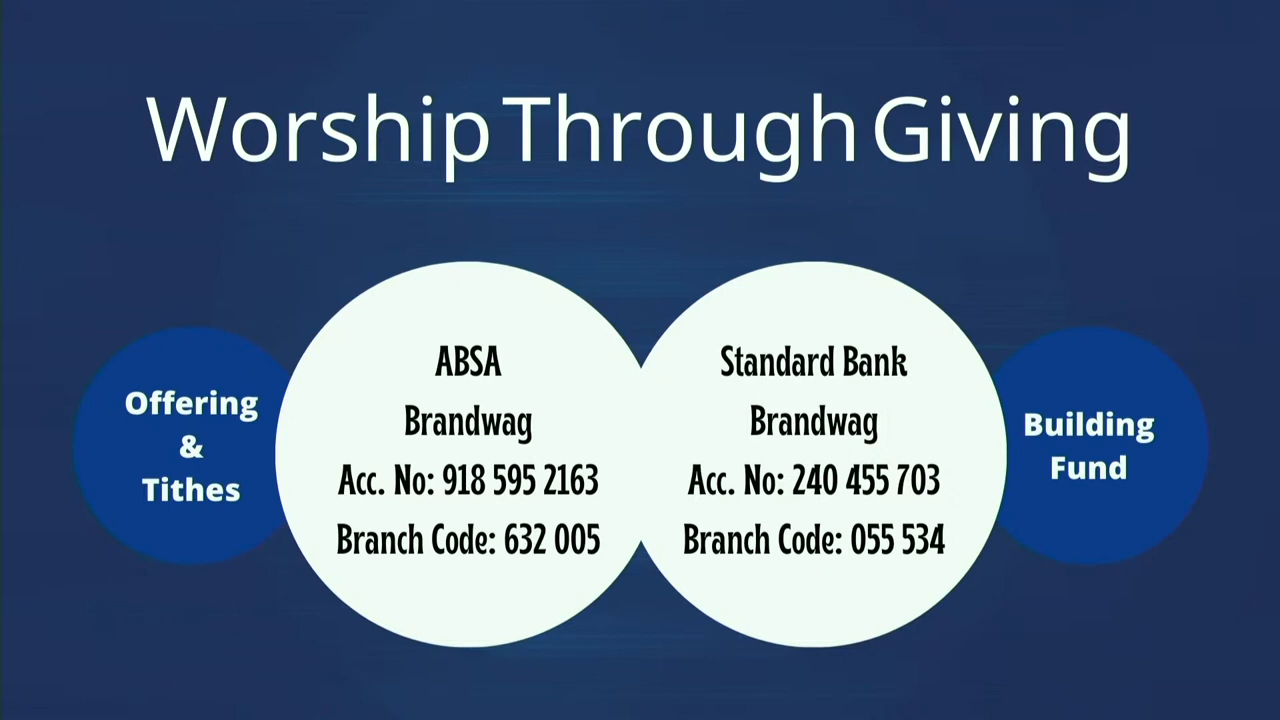 Worship Through Giving
Offering
&
Tithes
ABSA
Brandwag
Acc. No: 918 595 2163
Branch Code: 632 005
Standard Bank
Brandwag
Acc. No: 240 455 703
Branch Code: 055 534
Building
Fund